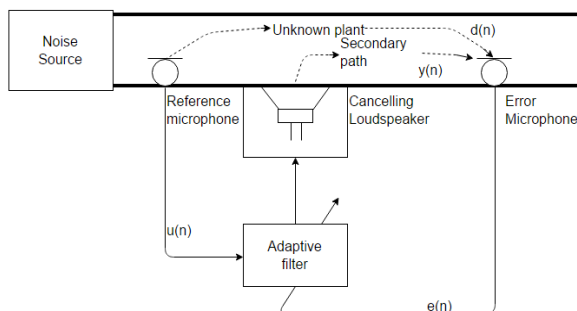 Noise
Source
Unknown plant
d(n)
Secondary
path
y(n)
Reference
microphone
Cancelling
Loudspeaker
Error
Microphone
u(n)
Adaptive
filter
e(n)